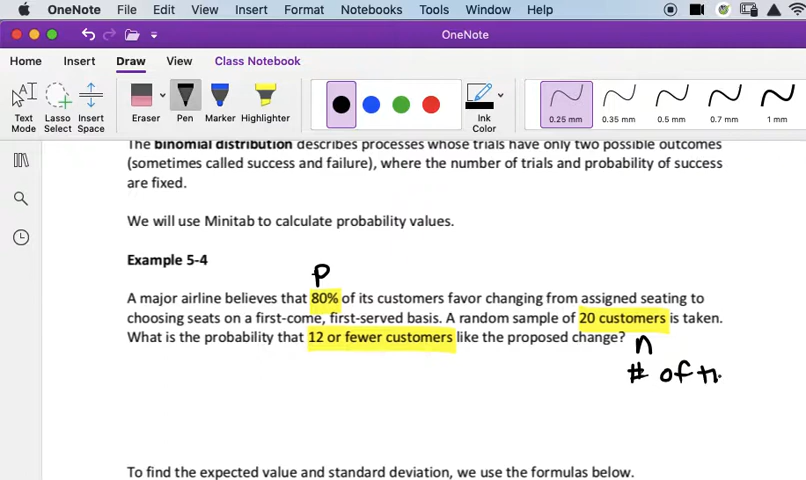 OneNote File Edit View Insert Format Notebooks Tools Window Help
OneNote
Home Insert Draw View Class Notebook
Text Mode Lasso Select Insert Space Eraser Pen Marker Highlighter Ink Color 0.25 mm 0.35 mm 0.5 mm 0.7 mm 1 mm
The binomial distribution describes processes whose trials have only two possible outcomes
(sometimes called success and failure), where the number of trials and probability of success
are fixed.
We will use Minitab to calculate probability values.
Example 5-4
P
A major airline believes that 80% of its customers favor changing from assigned seating to
choosing seats on a first-come, first-served basis. A random sample of 20 customers is taken.
What is the probability that 12 or fewer customers like the proposed change?
n
# of
To find the expected value and standard deviation, we use the formulas below.